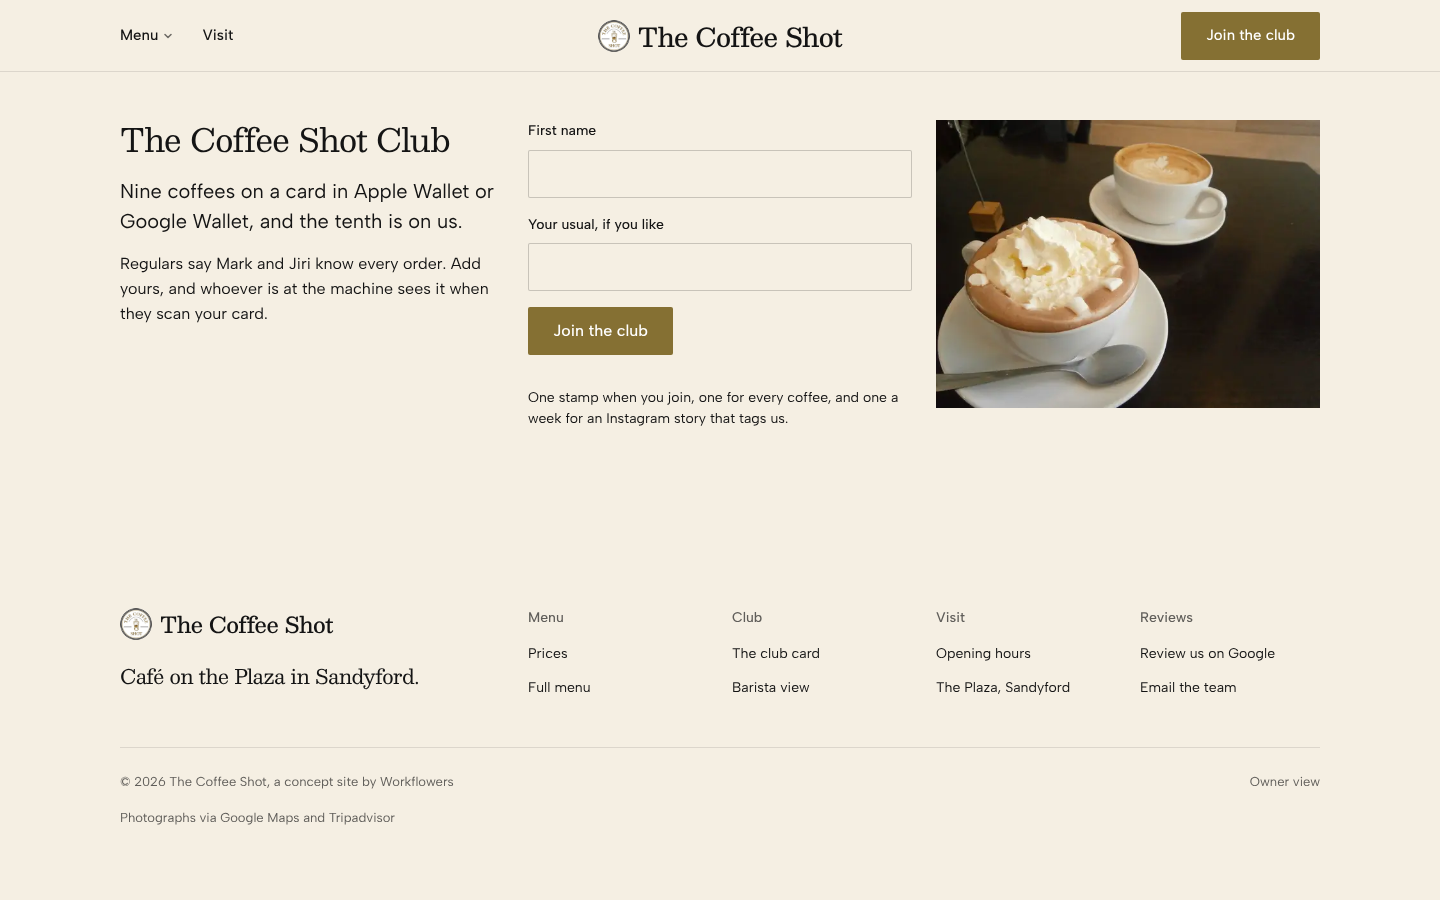 Menu
Visit
The Coffee Shot
Join the club
The Coffee Shot Club
Nine coffees on a card in Apple Wallet or
Google Wallet, and the tenth is on us.
Regulars say Mark and Jiri know every order. Add
yours, and whoever is at the machine sees it when
they scan your card.
First name
Your usual, if you like
Join the club
One stamp when you join, one for every coffee, and one a
week for an Instagram story that tags us.
The Coffee Shot
Café on the Plaza in Sandyford.
Menu
Prices
Full menu
Club
The club card
Barista view
Visit
Opening hours
The Plaza, Sandyford
Reviews
Review us on Google
Email the team
© 2026 The Coffee Shot, a concept site by Workflowers
Owner view
Photographs via Google Maps and Tripadvisor